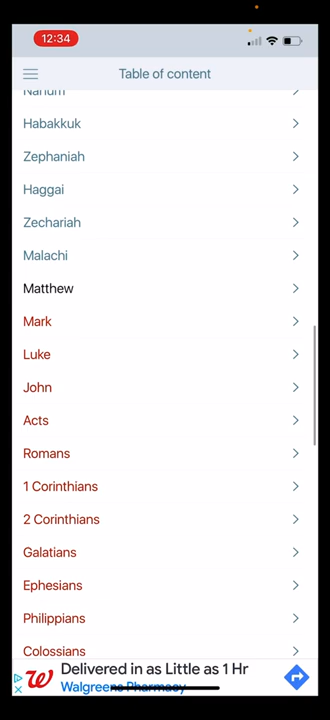 12:34
Table of content
Nahum
Habakkuk
Zephaniah
Haggai
Zechariah
Malachi
Matthew
Mark
Luke
John
Acts
Romans
1 Corinthians
2 Corinthians
Galatians
Ephesians
Philippians
Colossians
Delivered in as Little as 1 Hr
Walgreens Pharmacy